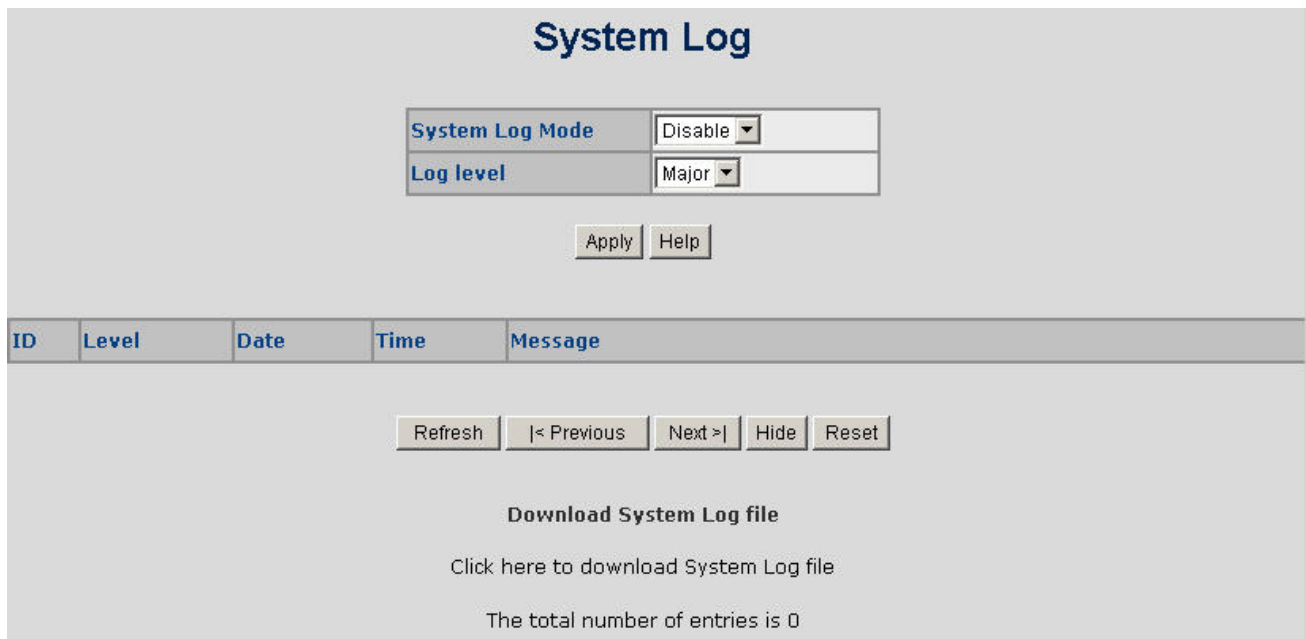 System Log
System Log Mode Disable
Log level Major
Apply Help
ID Level Date Time Message
Refresh |< Previous Next >| Hide Reset
Download System Log file
Click here to download System Log file
The total number of entries is 0